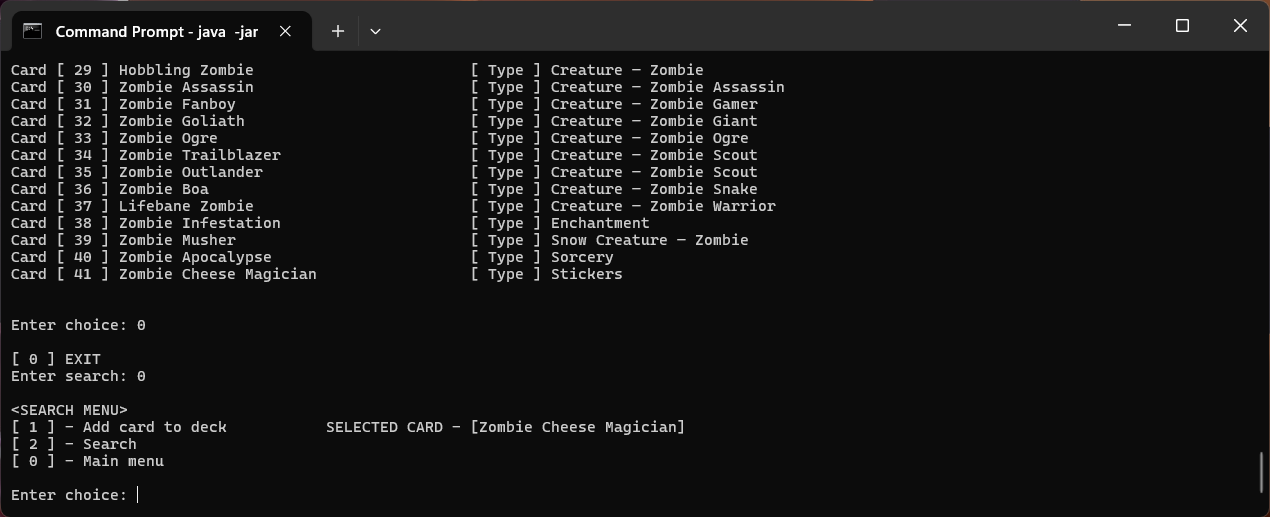 Command Prompt - java  -jar
Card [ 29 ] Hobbling Zombie                        [ Type ] Creature — Zombie
Card [ 30 ] Zombie Assassin                        [ Type ] Creature — Zombie Assassin
Card [ 31 ] Zombie Fanboy                          [ Type ] Creature — Zombie Gamer
Card [ 32 ] Zombie Goliath                         [ Type ] Creature — Zombie Giant
Card [ 33 ] Zombie Ogre                            [ Type ] Creature — Zombie Ogre
Card [ 34 ] Zombie Trailblazer                     [ Type ] Creature — Zombie Scout
Card [ 35 ] Zombie Outlander                       [ Type ] Creature — Zombie Scout
Card [ 36 ] Zombie Boa                             [ Type ] Creature — Zombie Snake
Card [ 37 ] Lifebane Zombie                        [ Type ] Creature — Zombie Warrior
Card [ 38 ] Zombie Infestation                     [ Type ] Enchantment
Card [ 39 ] Zombie Musher                          [ Type ] Snow Creature — Zombie
Card [ 40 ] Zombie Apocalypse                      [ Type ] Sorcery
Card [ 41 ] Zombie Cheese Magician                 [ Type ] Stickers
Enter choice: 0
[ 0 ] EXIT
Enter search: 0
<SEARCH MENU>
[ 1 ] - Add card to deck           SELECTED CARD - [Zombie Cheese Magician]
[ 2 ] - Search
[ 0 ] - Main menu
Enter choice: